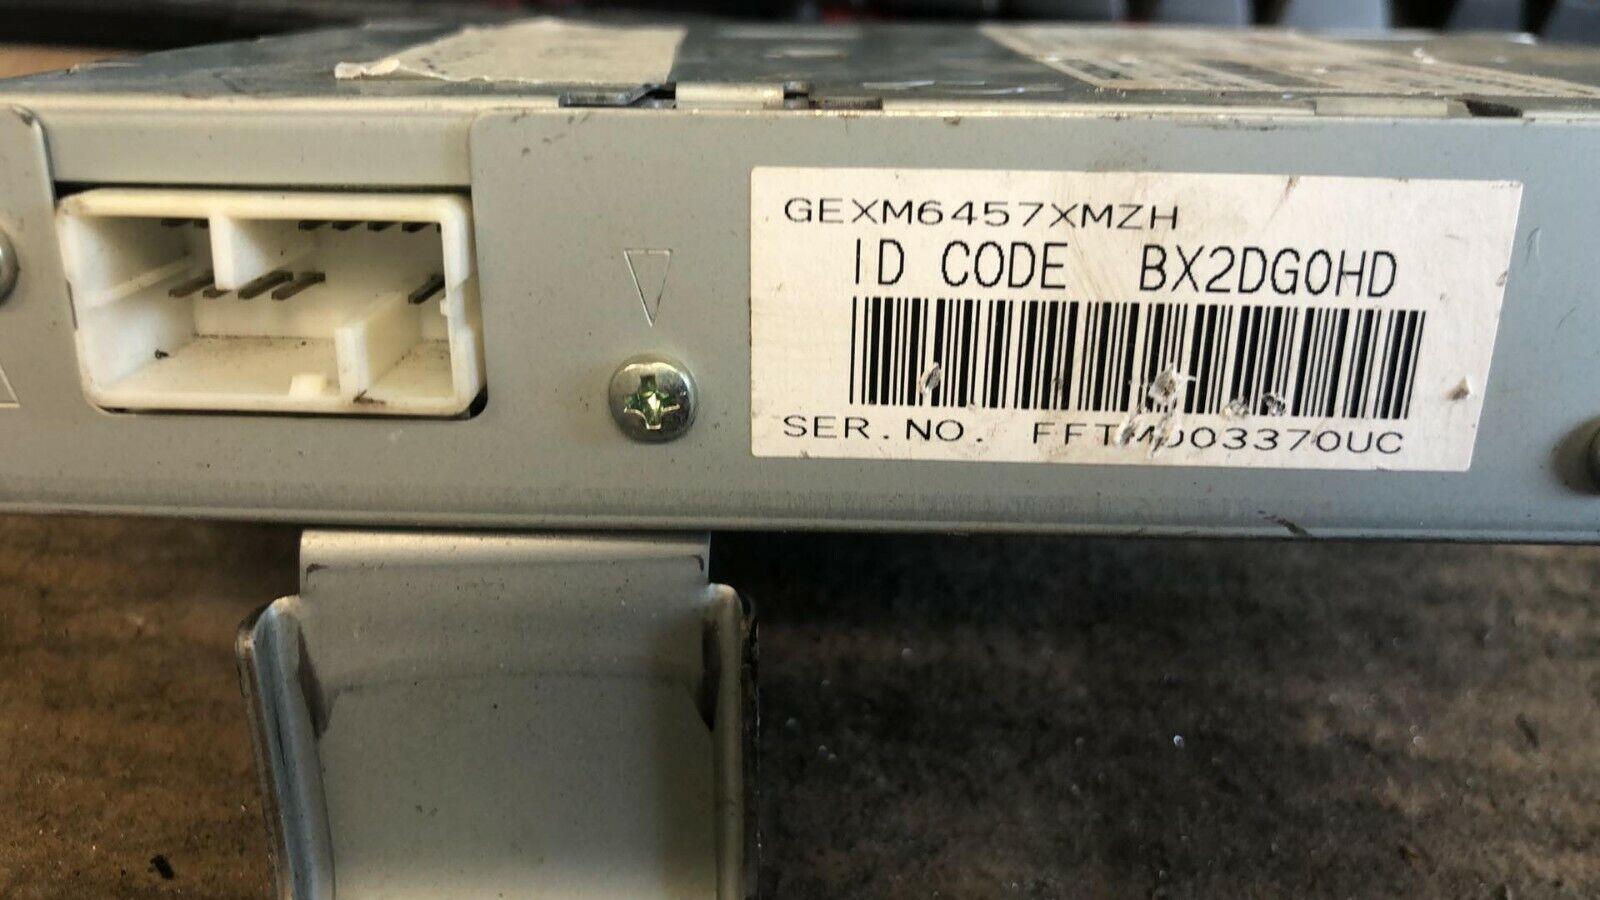 GEXM6457XMZH
ID CODE BX2DG0HD
SER.NO.